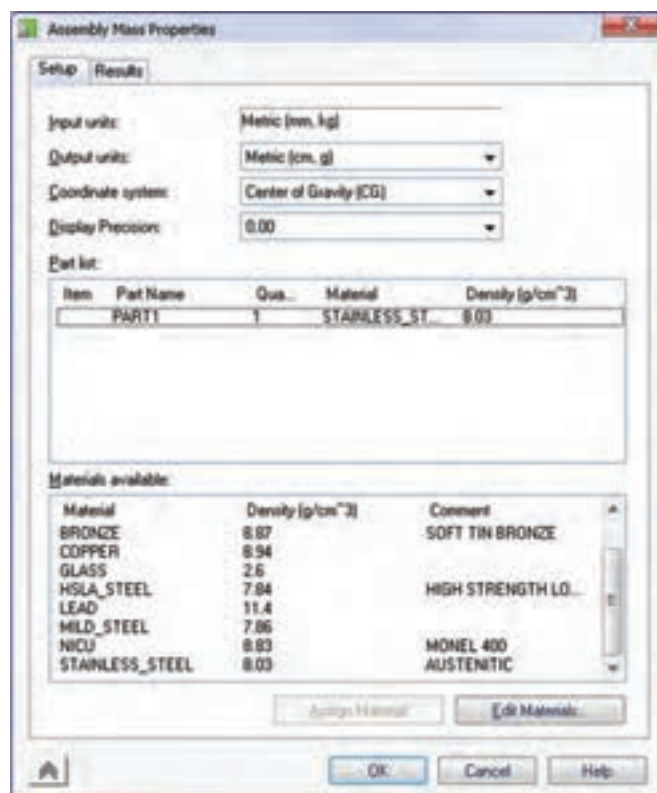 Assembly Mass Properties
Setup Results
Input units: Metric (mm, kg)
Output units: Metric (cm, g)
Coordinate system: Center of Gravity (CG)
Display Precision: 0.00
Part list:
Item Part Name Qua... Material Density (g/cm^3)
PART1 1 STAINLESS_ST... 8.03
Materials available:
Material Density (g/cm^3) Comment
BRONZE 8.87 SOFT TIN BRONZE
COPPER 8.94
GLASS 2.6
HSLA_STEEL 7.84 HIGH STRENGTH LO...
LEAD 11.4
MILD_STEEL 7.86
NICU 8.83 MONEL 400
STAINLESS_STEEL 8.03 AUSTENITIC
Assign Material Edit Materials...
OK Cancel Help